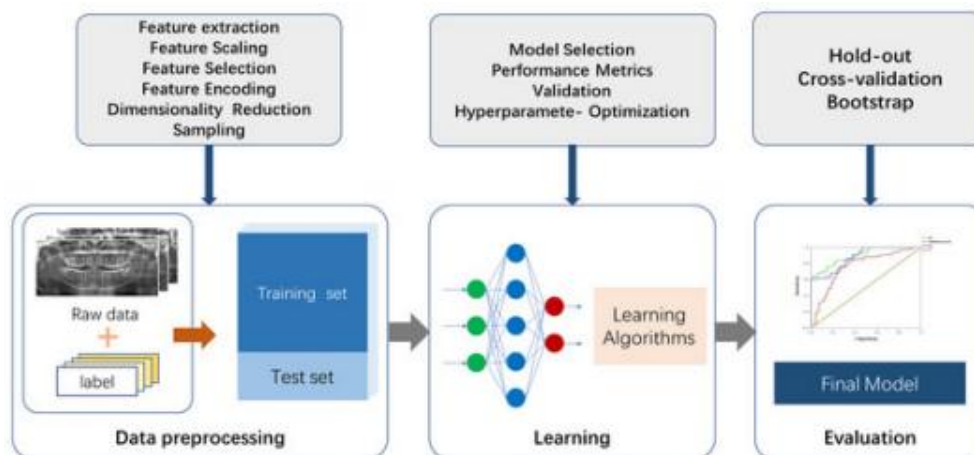 Feature extraction
Feature Scaling
Feature Selection
Feature Encoding
Dimensionality Reduction
Sampling
Model Selection
Performance Metrics
Validation
Hyperparamete- Optimization
Hold-out
Cross-validation
Bootstrap
Raw data
+
label
Training set
Test set
Data preprocessing
Learning
Algorithms
Learning
Final Model
Evaluation